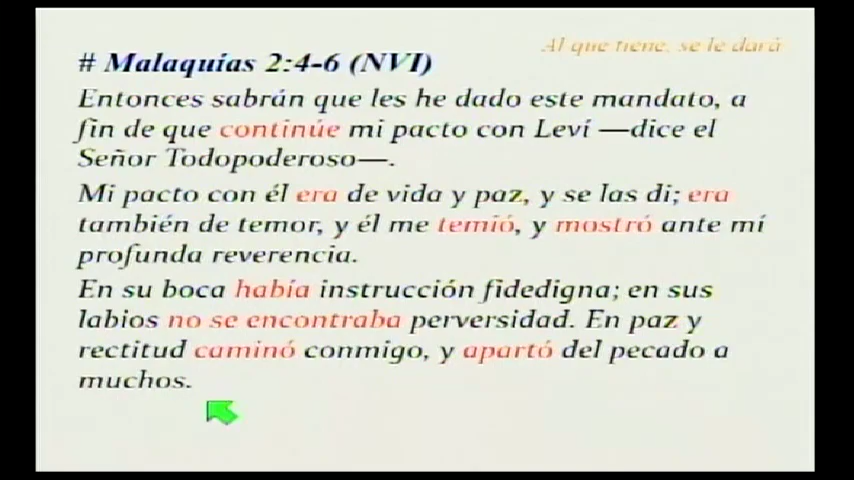 Al que tiene, se le dará
# Malaquías 2:4-6 (NVI)
Entonces sabrán que les he dado este mandato, a
fin de que continúe mi pacto con Leví —dice el
Señor Todopoderoso—.
Mi pacto con él era de vida y paz, y se las di; era
también de temor, y él me temió, y mostró ante mí
profunda reverencia.
En su boca había instrucción fidedigna; en sus
labios no se encontraba perversidad. En paz y
rectitud caminó conmigo, y apartó del pecado a
muchos.